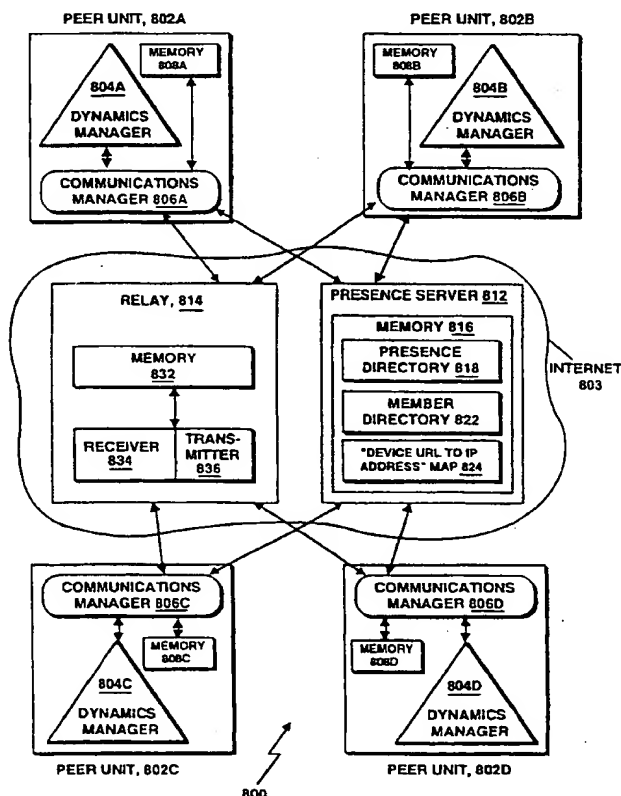 PEER UNIT, 802A
MEMORY
808A
804A
DYNAMICS
MANAGER
COMMUNICATIONS
MANAGER 806A
PEER UNIT, 802B
MEMORY
808B
804B
DYNAMICS
MANAGER
COMMUNICATIONS
MANAGER 806B
RELAY, 814
MEMORY
832
RECEIVER
834
TRANS-
MITTER
836
PRESENCE SERVER 812
MEMORY 816
PRESENCE
DIRECTORY 818
MEMBER
DIRECTORY 822
"DEVICE URL TO IP
ADDRESS" MAP 824
INTERNET
803
COMMUNICATIONS
MANAGER 806C
MEMORY
808C
804C
DYNAMICS
MANAGER
PEER UNIT, 802C
COMMUNICATIONS
MANAGER 806D
MEMORY
808D
804D
DYNAMICS
MANAGER
PEER UNIT, 802D
800